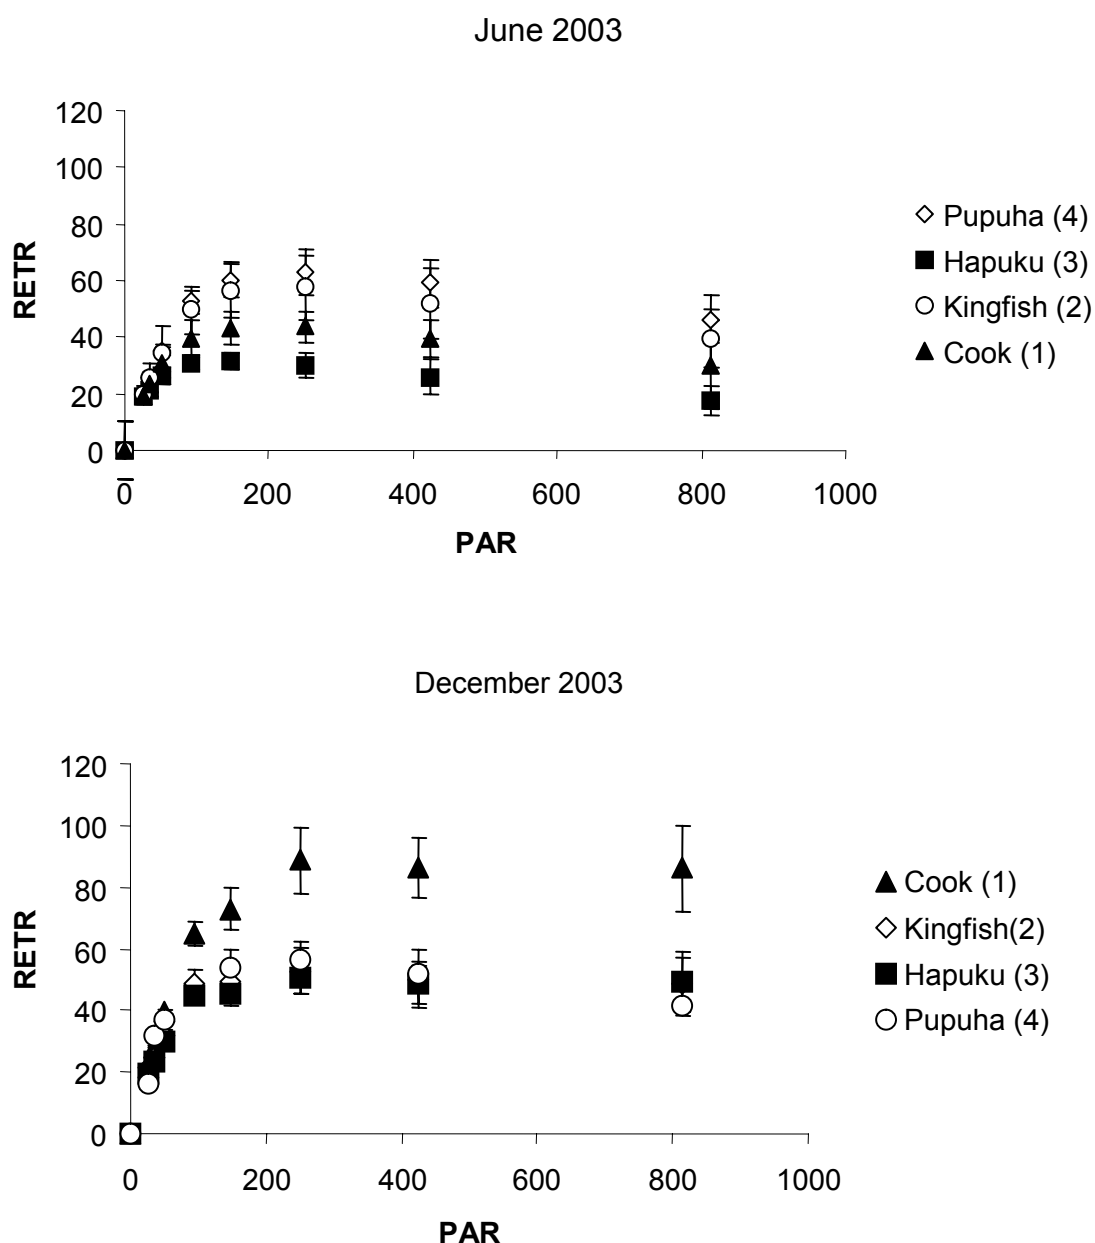 June 2003
120
100
80
60
40
20
0
RETR
0
200
400
600
800
1000
PAR
Pupuha (4)
Hapuku (3)
Kingfish (2)
Cook (1)
December 2003
120
100
80
60
40
20
0
RETR
0
200
400
600
800
1000
PAR
Cook (1)
Kingfish(2)
Hapuku (3)
Pupuha (4)